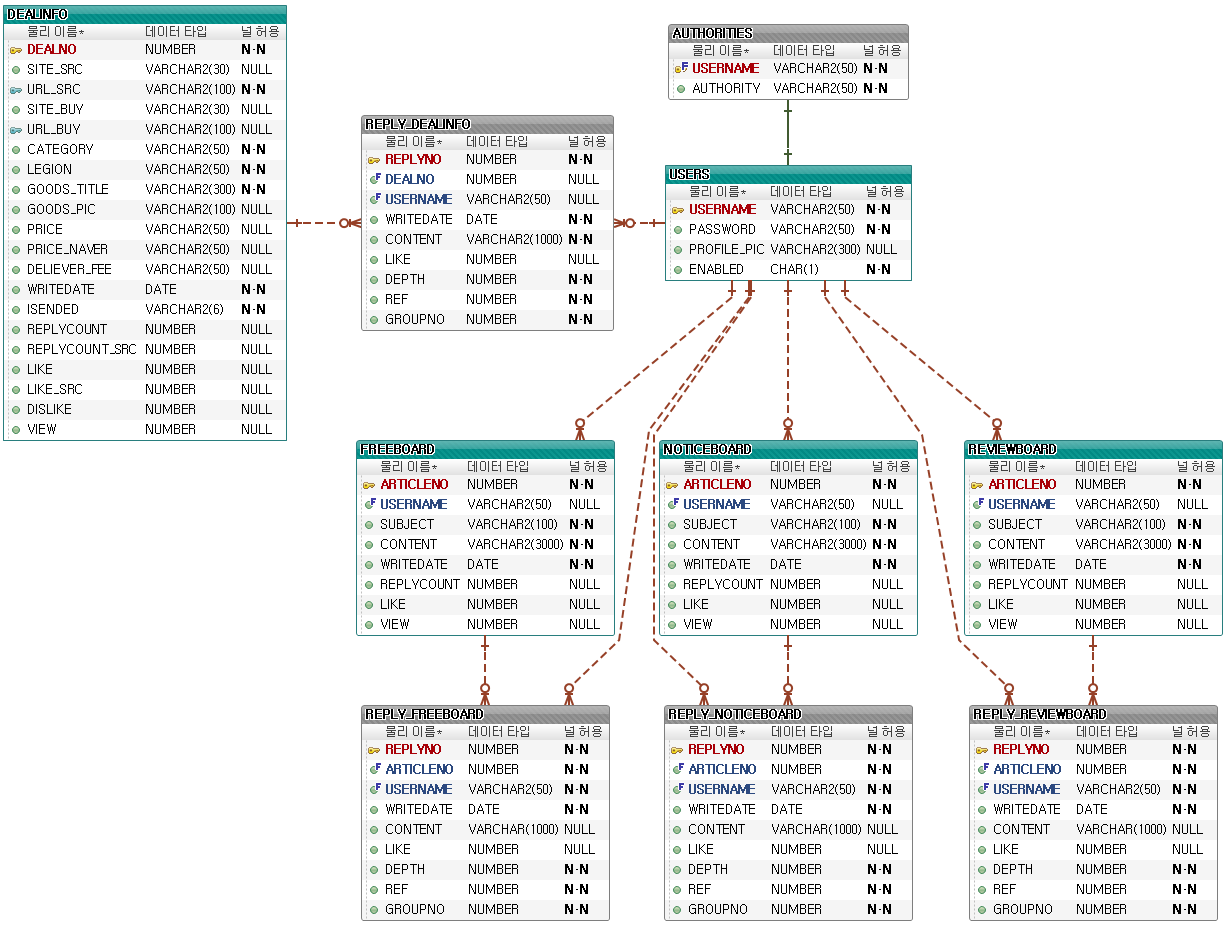 DEALINFO
물리 이름* 데이터 타입 널 허용
DEALNO NUMBER N-N
SITE_SRC VARCHAR2(30) NULL
URL_SRC VARCHAR2(100) N-N
SITE_BUY VARCHAR2(30) NULL
URL_BUY VARCHAR2(100) NULL
CATEGORY VARCHAR2(50) N-N
LEGION VARCHAR2(50) N-N
GOODS_TITLE VARCHAR2(300) N-N
GOODS_PIC VARCHAR2(100) NULL
PRICE VARCHAR2(50) NULL
PRICE_NAVER VARCHAR2(50) NULL
DELIEVER_FEE VARCHAR2(50) NULL
WRITEDATE DATE N-N
ISENDED VARCHAR2(6) N-N
REPLYCOUNT NUMBER NULL
REPLYCOUNT_SRC NUMBER NULL
LIKE NUMBER NULL
LIKE_SRC NUMBER NULL
DISLIKE NUMBER NULL
VIEW NUMBER NULL
REPLY_DEALINFO
물리 이름* 데이터 타입 널 허용
REPLYNO NUMBER N-N
DEALNO NUMBER NULL
USERNAME VARCHAR2(50) NULL
WRITEDATE DATE N-N
CONTENT VARCHAR2(1000) N-N
LIKE NUMBER NULL
DEPTH NUMBER N-N
REF NUMBER N-N
GROUPNO NUMBER N-N
AUTHORITIES
물리 이름* 데이터 타입 널 허용
USERNAME VARCHAR2(50) N-N
AUTHORITY VARCHAR2(50) N-N
USERS
물리 이름* 데이터 타입 널 허용
USERNAME VARCHAR2(50) N-N
PASSWORD VARCHAR2(50) N-N
PROFILE_PIC VARCHAR2(300) NULL
ENABLED CHAR(1) N-N
FREEBOARD
물리 이름* 데이터 타입 널 허용
ARTICLENO NUMBER N-N
USERNAME VARCHAR2(50) NULL
SUBJECT VARCHAR2(100) N-N
CONTENT VARCHAR2(3000) N-N
WRITEDATE DATE N-N
REPLYCOUNT NUMBER NULL
LIKE NUMBER NULL
VIEW NUMBER NULL
NOTICEBOARD
물리 이름* 데이터 타입 널 허용
ARTICLENO NUMBER N-N
USERNAME VARCHAR2(50) NULL
SUBJECT VARCHAR2(100) N-N
CONTENT VARCHAR2(3000) N-N
WRITEDATE DATE N-N
REPLYCOUNT NUMBER NULL
LIKE NUMBER NULL
VIEW NUMBER NULL
REVIEWBOARD
물리 이름* 데이터 타입 널 허용
ARTICLENO NUMBER N-N
USERNAME VARCHAR2(50) NULL
SUBJECT VARCHAR2(100) N-N
CONTENT VARCHAR2(3000) N-N
WRITEDATE DATE N-N
REPLYCOUNT NUMBER NULL
LIKE NUMBER NULL
VIEW NUMBER NULL
REPLY_FREEBOARD
물리 이름* 데이터 타입 널 허용
REPLYNO NUMBER N-N
ARTICLENO NUMBER N-N
USERNAME VARCHAR2(50) N-N
WRITEDATE DATE N-N
CONTENT VARCHAR(1000) NULL
LIKE NUMBER NULL
DEPTH NUMBER N-N
REF NUMBER N-N
GROUPNO NUMBER N-N
REPLY_NOTICEBOARD
물리 이름* 데이터 타입 널 허용
REPLYNO NUMBER N-N
ARTICLENO NUMBER N-N
USERNAME VARCHAR2(50) N-N
WRITEDATE DATE N-N
CONTENT VARCHAR(1000) NULL
LIKE NUMBER NULL
DEPTH NUMBER N-N
REF NUMBER N-N
GROUPNO NUMBER N-N
REPLY_REVIEWBOARD
물리 이름* 데이터 타입 널 허용
REPLYNO NUMBER N-N
ARTICLENO NUMBER N-N
USERNAME VARCHAR2(50) N-N
WRITEDATE DATE N-N
CONTENT VARCHAR(1000) NULL
LIKE NUMBER NULL
DEPTH NUMBER N-N
REF NUMBER N-N
GROUPNO NUMBER N-N